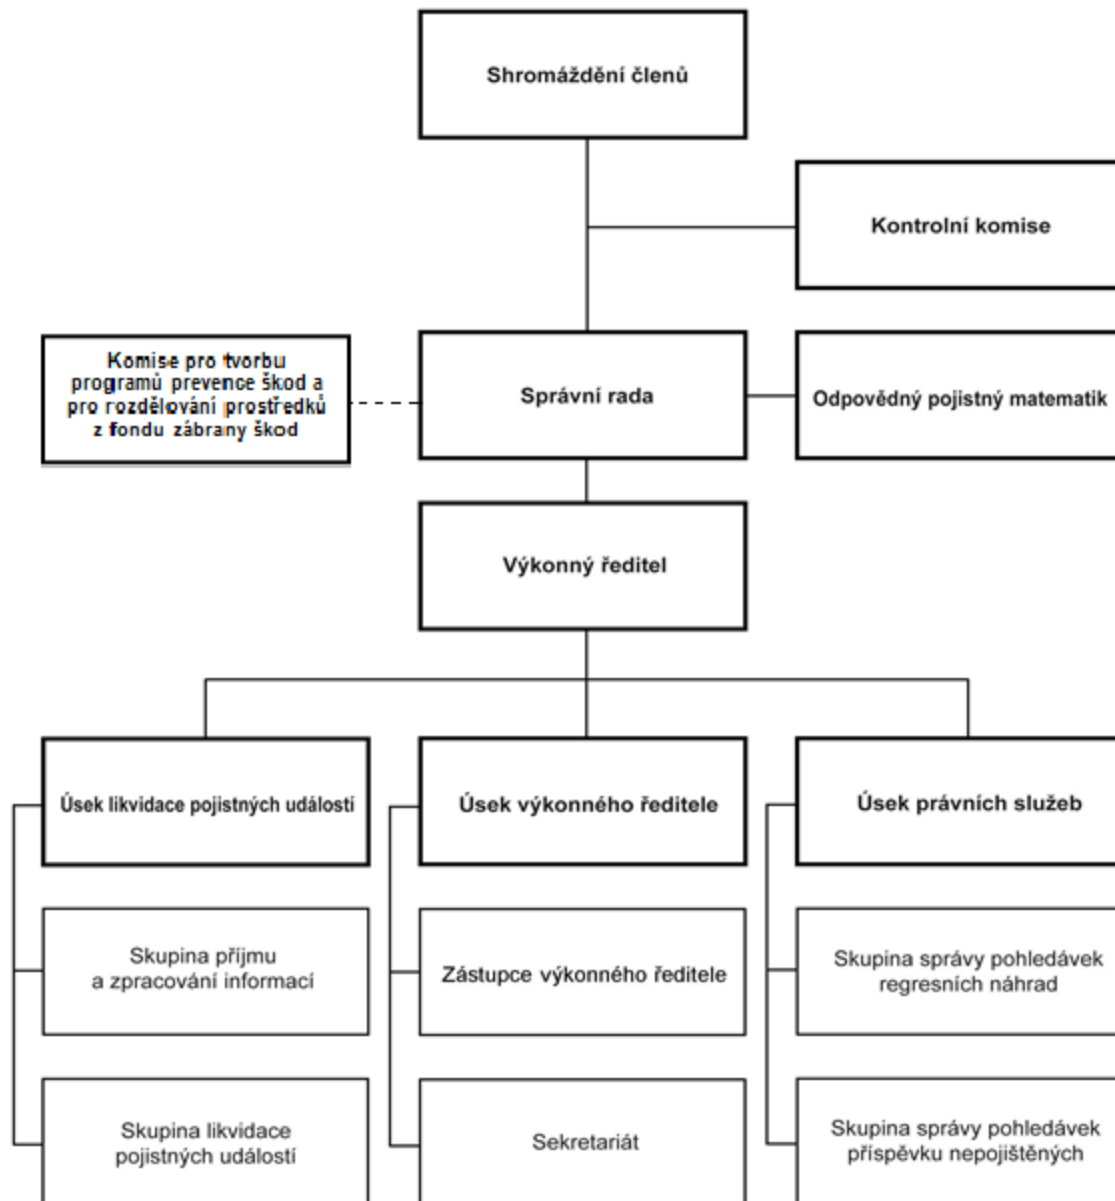 Shromáždění členů
Kontrolní komise
Komise pro tvorbu
programů prevence škod a
pro rozdělování prostředků
z fondu zábrany škod
Správní rada
Odpovědný pojistný matematik
Výkonný ředitel
Úsek likvidace pojistných událostí
Úsek výkonného ředitele
Úsek právních služeb
Skupina příjmu
a zpracování informací
Zástupce výkonného ředitele
Skupina správy pohledávek
regresních náhrad
Skupina likvidace
pojistných událostí
Sekretariát
Skupina správy pohledávek
příspěvku nepojištěných